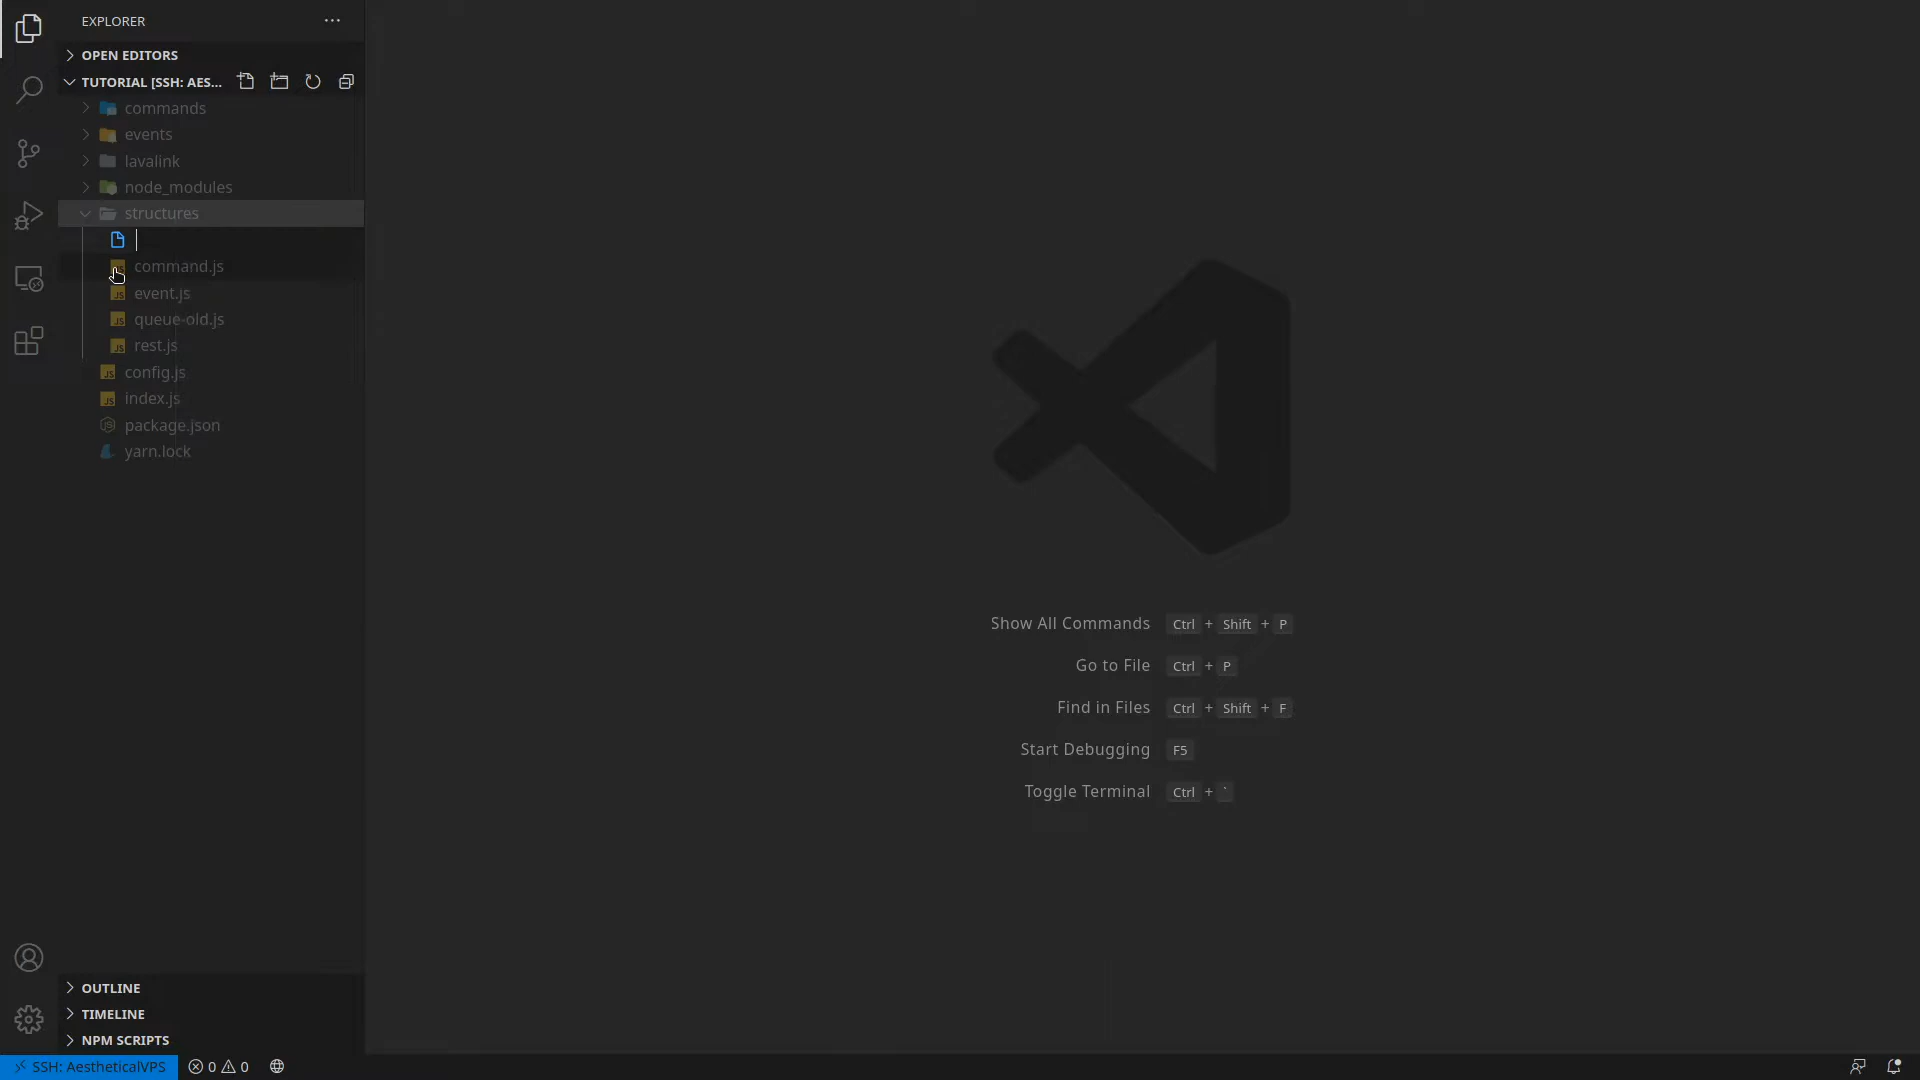 EXPLORER
OPEN EDITORS
TUTORIAL [SSH: AES...
commands
events
lavalink
node_modules
structures
command.js
event.js
queue-old.js
rest.js
config.js
index.js
package.json
yarn.lock
Show All Commands Ctrl + Shift + P
Go to File Ctrl + P
Find in Files Ctrl + Shift + F
Start Debugging F5
Toggle Terminal Ctrl + `
OUTLINE
TIMELINE
NPM SCRIPTS
SSH: AestheticalVPS 0 0